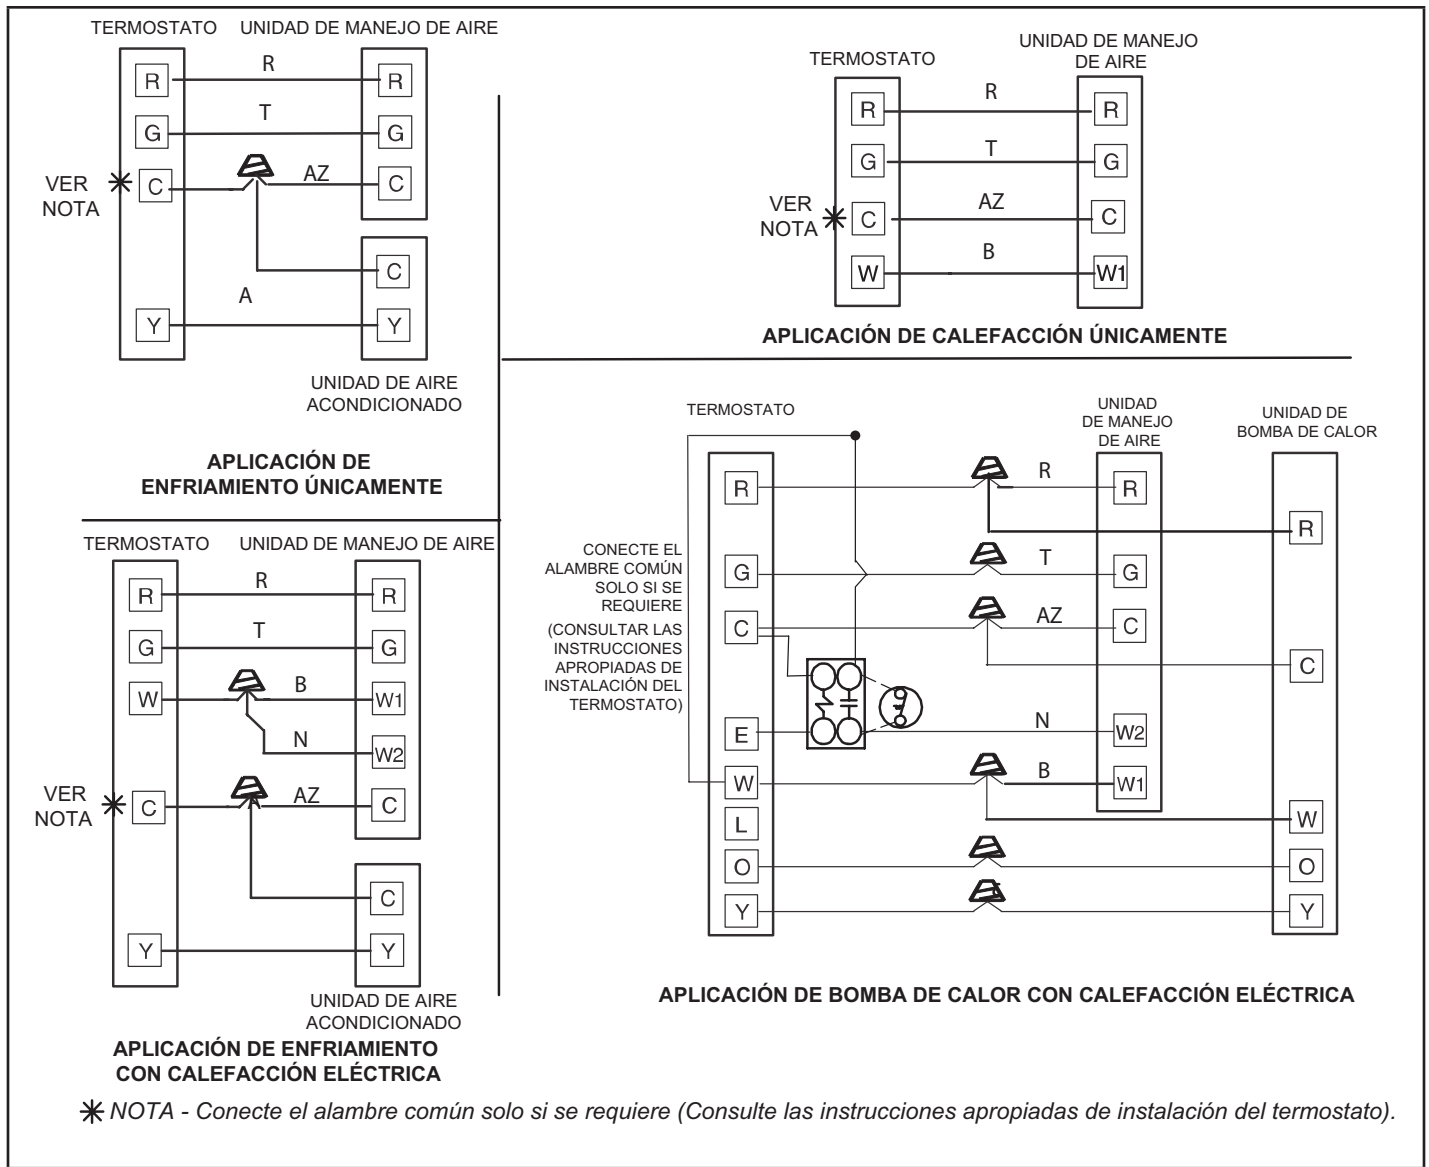 TERMOSTATO UNIDAD DE MANEJO DE AIRE
R R R
G T G
VER
NOTA
C AZ C
C
A
Y Y
UNIDAD DE AIRE
ACONDICIONADO
APLICACIÓN DE
ENFRIAMIENTO ÚNICAMENTE
TERMOSTATO
UNIDAD DE MANEJO
DE AIRE
R R R
G T G
VER
NOTA
C AZ C
W B W1
APLICACIÓN DE CALEFACCIÓN ÚNICAMENTE
TERMOSTATO UNIDAD DE MANEJO DE AIRE
R R R
G T G
W B W1
N W2
VER
NOTA
C AZ C
C
Y Y
UNIDAD DE AIRE
ACONDICIONADO
APLICACIÓN DE ENFRIAMIENTO
CON CALEFACCIÓN ELÉCTRICA
TERMOSTATO
UNIDAD
DE MANEJO
DE AIRE
UNIDAD DE
BOMBA DE CALOR
R R R
R
G T G
C AZ C
C
CONECTE EL
ALAMBRE COMÚN
SOLO SI SE
REQUIERE
(CONSULTAR LAS
INSTRUCCIONES
APROPIADAS DE
INSTALACIÓN DEL
TERMOSTATO)
E N W2
W B W1
W
L
O O
Y Y
APLICACIÓN DE BOMBA DE CALOR CON CALEFACCIÓN ELÉCTRICA
NOTA - Conecte el alambre común solo si se requiere (Consulte las instrucciones apropiadas de instalación del termostato).